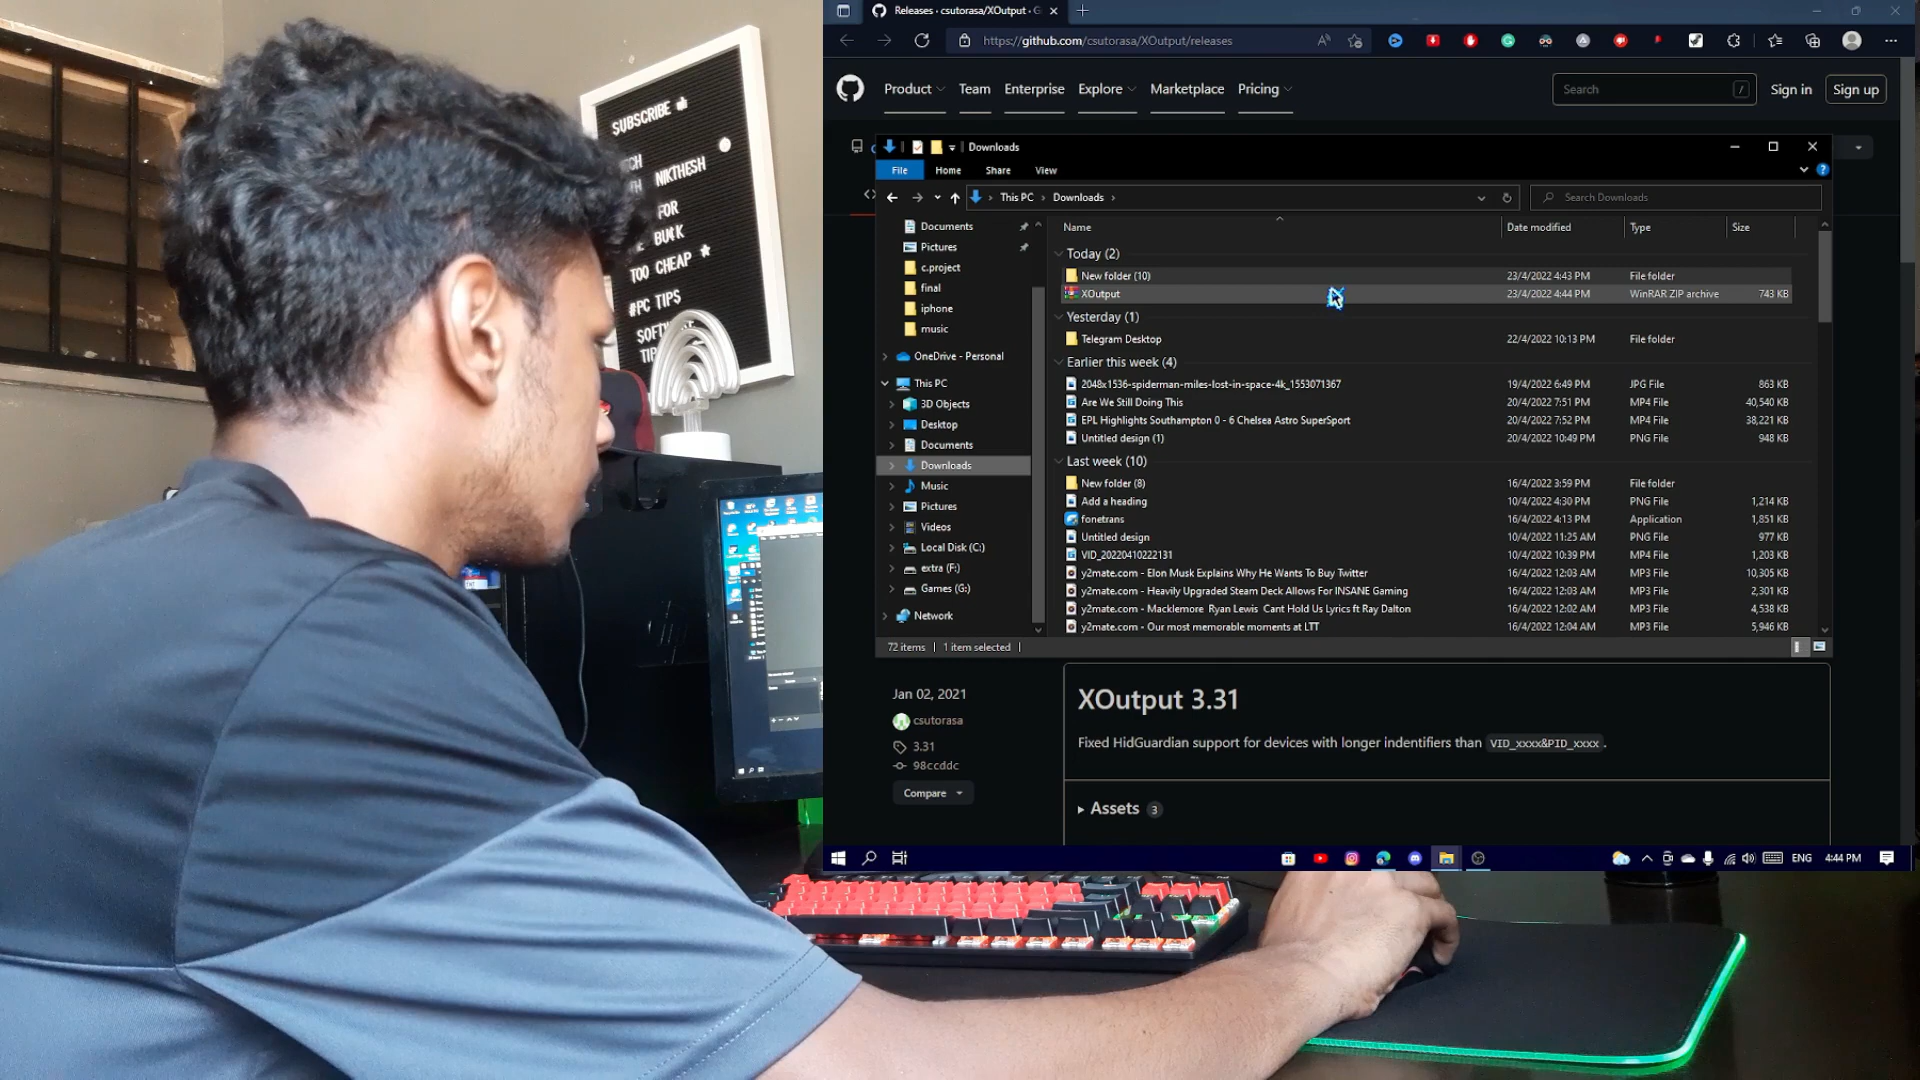 SUBSCRIBE
NIKTHESH
FOR
BUCK
TOO CHEAP
#PC TIPS
Releases · csutorasa/XOutput · G
https://github.com/csutorasa/XOutput/releases
Product Team Enterprise Explore Marketplace Pricing
Search /
Sign in Sign up
Downloads
File Home Share View
This PC Downloads
Search Downloads
Name Date modified Type Size
Documents
Pictures
c.project
final
iphone
music
OneDrive - Personal
This PC
3D Objects
Desktop
Documents
Downloads
Music
Pictures
Videos
Local Disk (C:)
extra (F:)
Games (G:)
Network
Today (2)
New folder (10) 23/4/2022 4:43 PM File folder
XOutput 23/4/2022 4:44 PM WinRAR ZIP archive 743 KB
Yesterday (1)
Telegram Desktop 22/4/2022 10:13 PM File folder
Earlier this week (4)
2048x1536-spiderman-miles-lost-in-space-4k_1553071367 19/4/2022 6:49 PM JPG File 863 KB
Are We Still Doing This 20/4/2022 7:51 PM MP4 File 40,540 KB
EPL Highlights Southampton 0 - 6 Chelsea Astro SuperSport 20/4/2022 7:52 PM MP4 File 38,221 KB
Untitled design (1) 20/4/2022 10:49 PM PNG File 948 KB
Last week (10)
New folder (8) 16/4/2022 3:59 PM File folder
Add a heading 10/4/2022 4:30 PM PNG File 1,214 KB
fonetrans 16/4/2022 4:13 PM Application 1,851 KB
Untitled design 10/4/2022 11:25 AM PNG File 977 KB
VID_20220410222131 10/4/2022 10:39 PM MP4 File 1,203 KB
y2mate.com - Elon Musk Explains Why He Wants To Buy Twitter 16/4/2022 12:03 AM MP3 File 10,305 KB
y2mate.com - Heavily Upgraded Steam Deck Allows For INSANE Gaming 16/4/2022 12:03 AM MP3 File 2,301 KB
y2mate.com - Macklemore Ryan Lewis Cant Hold Us Lyrics ft Ray Dalton 16/4/2022 12:02 AM MP3 File 4,538 KB
y2mate.com - Our most memorable moments at LTT 16/4/2022 12:04 AM MP3 File 5,946 KB
72 items 1 item selected
Jan 02, 2021
csutorasa
3.31
98ccddc
Compare
XOutput 3.31
Fixed HidGuardian support for devices with longer indentifiers than VID_xxxx&PID_xxxx.
Assets 3
ENG 4:44 PM